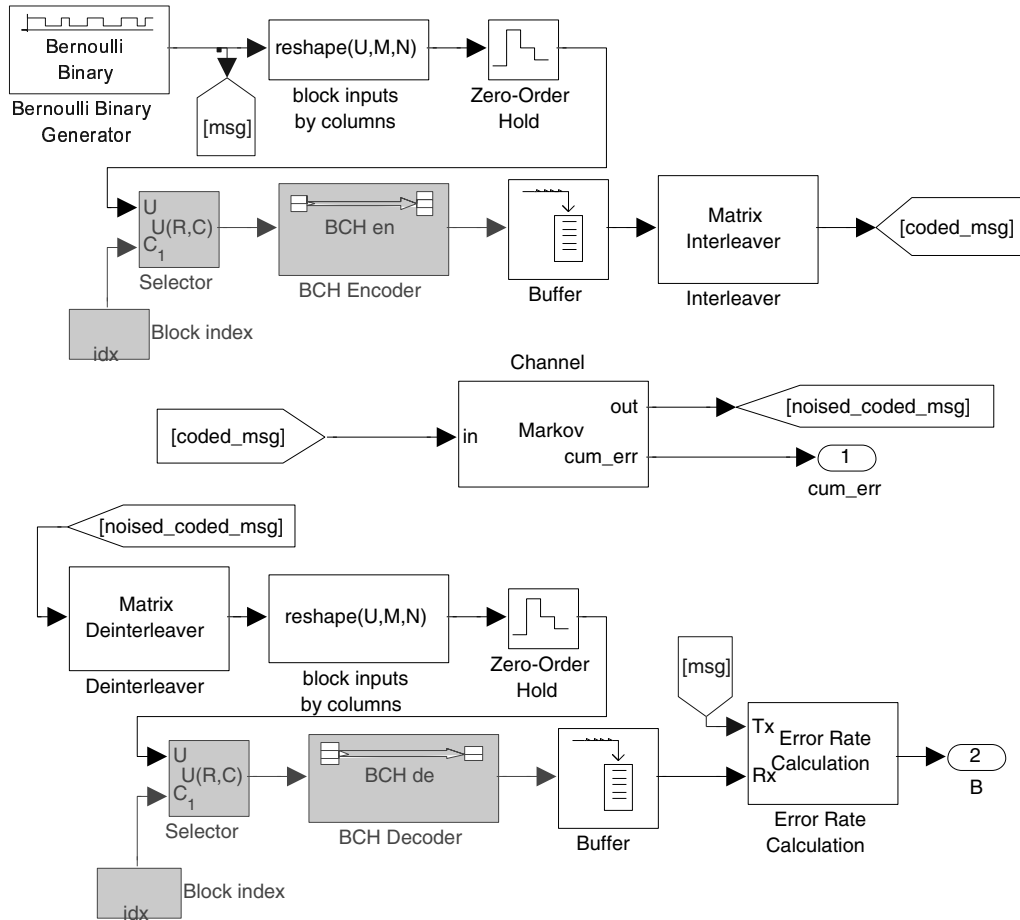 Bernoulli
Binary
Bernoulli Binary
Generator
[msg]
reshape(U,M,N)
block inputs
by columns
Zero-Order
Hold
U
U(R,C)
C1
Selector
idx
Block index
BCH en
BCH Encoder
Buffer
Matrix
Interleaver
Interleaver
[coded_msg]
Channel
[coded_msg]
in
Markov
out
cum_err
[noised_coded_msg]
1
cum_err
[noised_coded_msg]
Matrix
Deinterleaver
Deinterleaver
reshape(U,M,N)
block inputs
by columns
Zero-Order
Hold
U
U(R,C)
C1
Selector
idx
Block index
BCH de
BCH Decoder
Buffer
[msg]
Tx
Rx
Error Rate
Calculation
Error Rate
Calculation
2
B